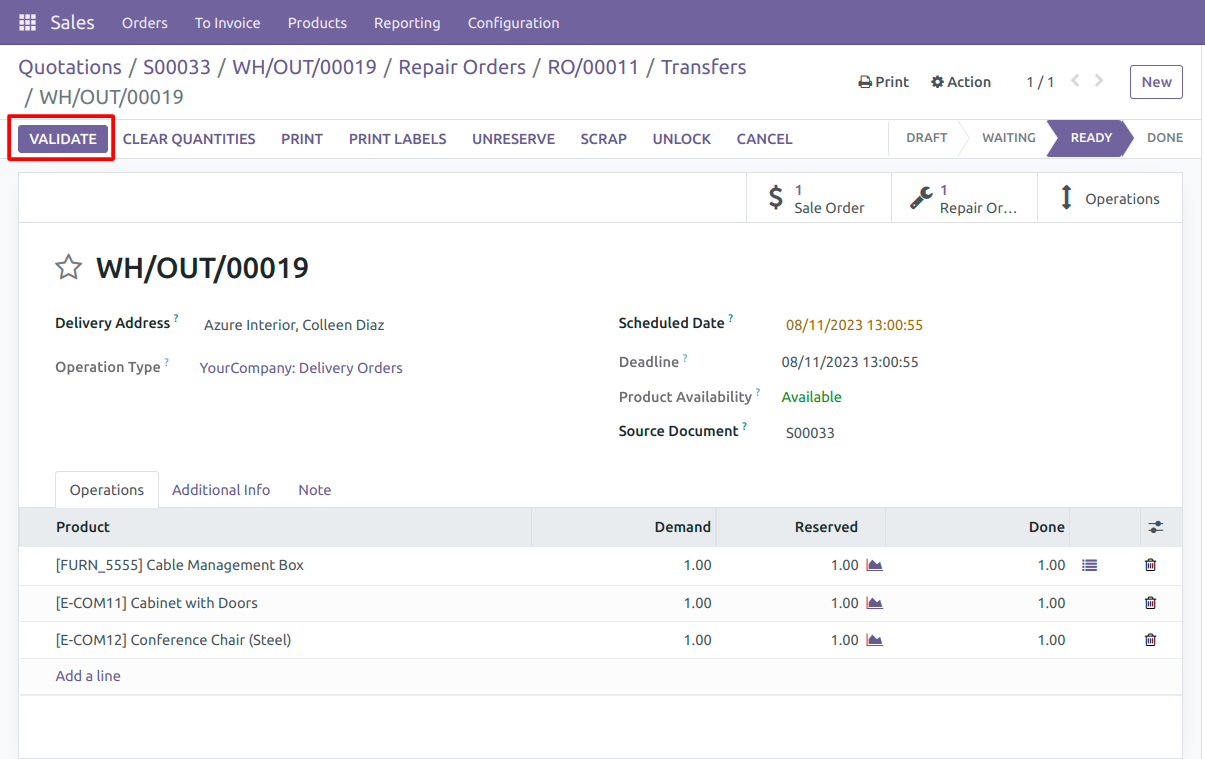 Sales Orders To Invoice Products Reporting Configuration
Quotations / S00033 / WH/OUT/00019 / Repair Orders / RO/00011 / Transfers
/ WH/OUT/00019
Print Action 1 / 1 New
VALIDATE CLEAR QUANTITIES PRINT PRINT LABELS UNRESERVE SCRAP UNLOCK CANCEL DRAFT WAITING READY DONE
1
Sale Order
1
Repair Or...
Operations
WH/OUT/00019
Delivery Address ? Azure Interior, Colleen Diaz
Operation Type ? YourCompany: Delivery Orders
Scheduled Date ? 08/11/2023 13:00:55
Deadline ? 08/11/2023 13:00:55
Product Availability ? Available
Source Document ? S00033
Operations Additional Info Note
Product Demand Reserved Done
[FURN_5555] Cable Management Box 1.00 1.00 1.00
[E-COM11] Cabinet with Doors 1.00 1.00 1.00
[E-COM12] Conference Chair (Steel) 1.00 1.00 1.00
Add a line